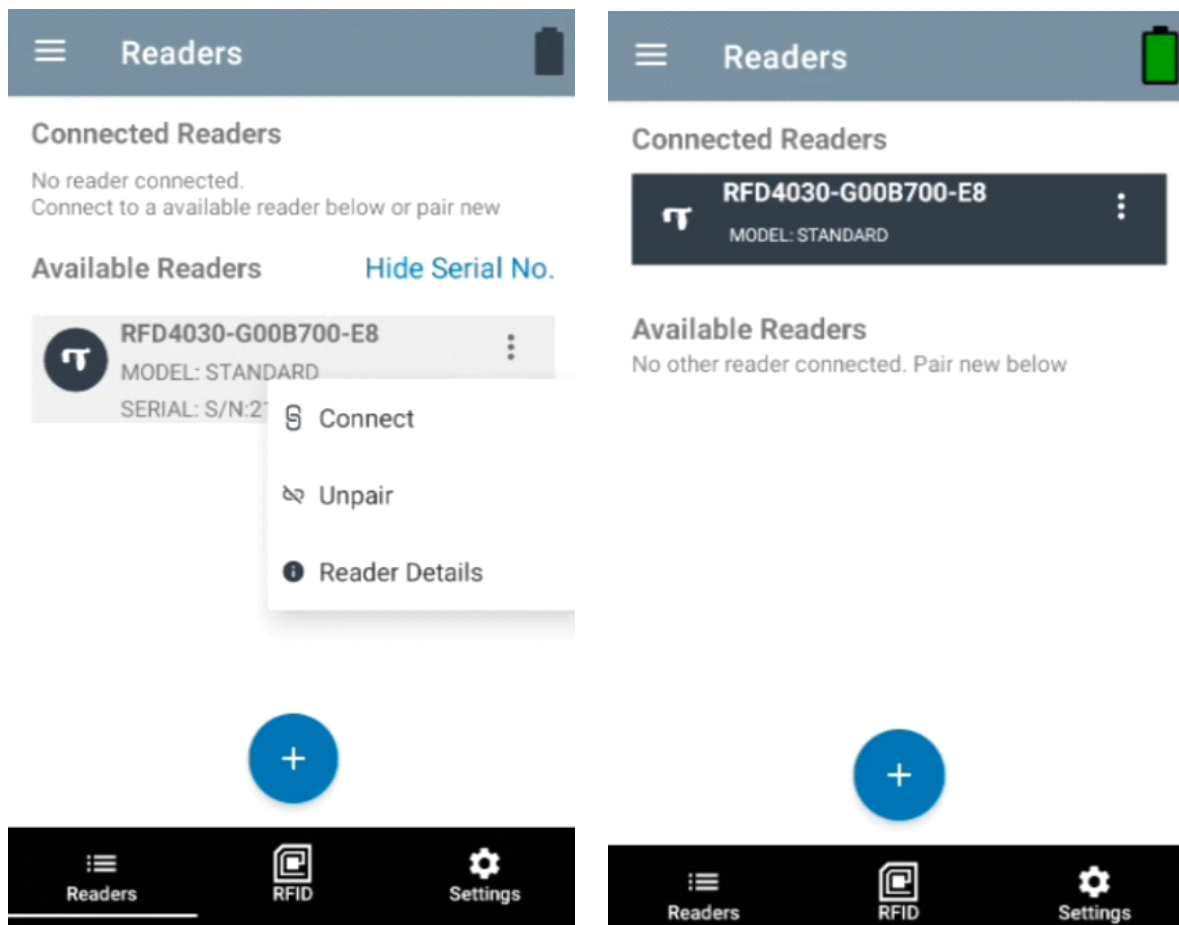 Readers
Connected Readers
No reader connected.
Connect to a available reader below or pair new
Available Readers
Hide Serial No.
RFD4030-G00B700-E8
MODEL: STANDARD
SERIAL: S/N:2
Connect
Unpair
Reader Details
+
Readers
RFID
Settings
Readers
Connected Readers
RFD4030-G00B700-E8
MODEL: STANDARD
Available Readers
No other reader connected. Pair new below
+
Readers
RFID
Settings